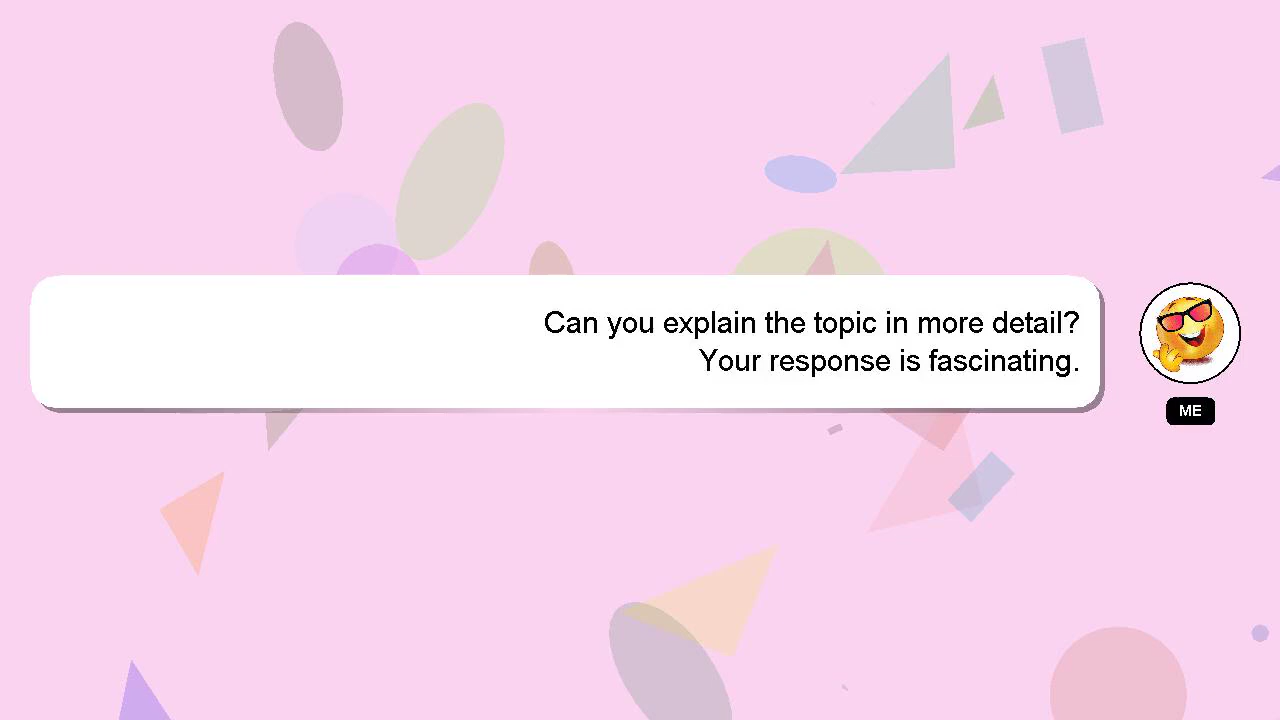 Can you explain the topic in more detail?
Your response is fascinating.
ME